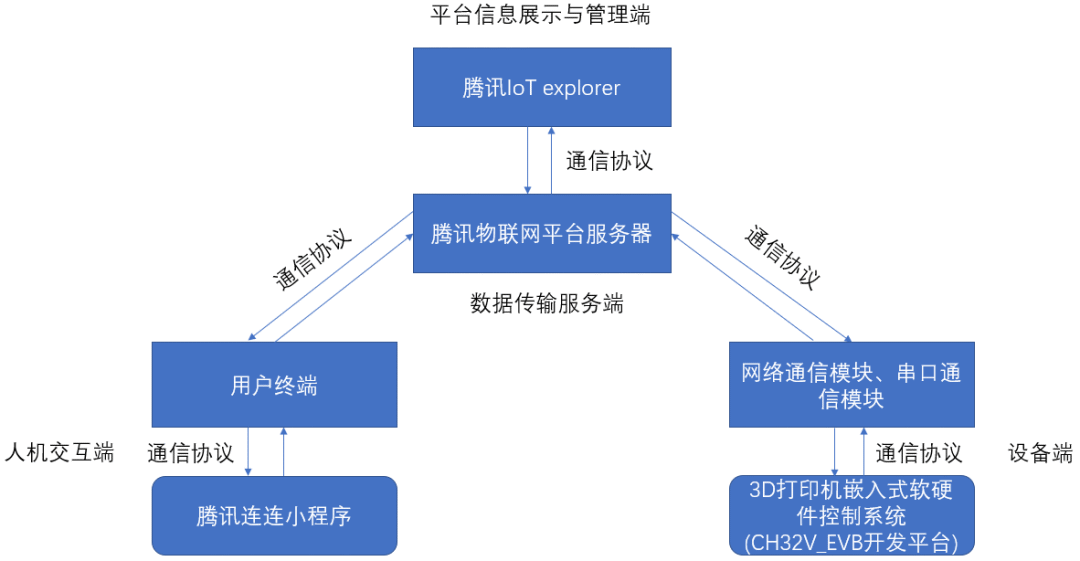 平台信息展示与管理端
腾讯IoT explorer
通信协议
腾讯物联网平台服务器
通信协议
通信协议
数据传输服务端
用户终端
网络通信模块、串口通
信模块
人机交互端
通信协议
通信协议
设备端
腾讯连连小程序
3D打印机嵌入式软硬
件控制系统
(CH32V_EVB开发平台)